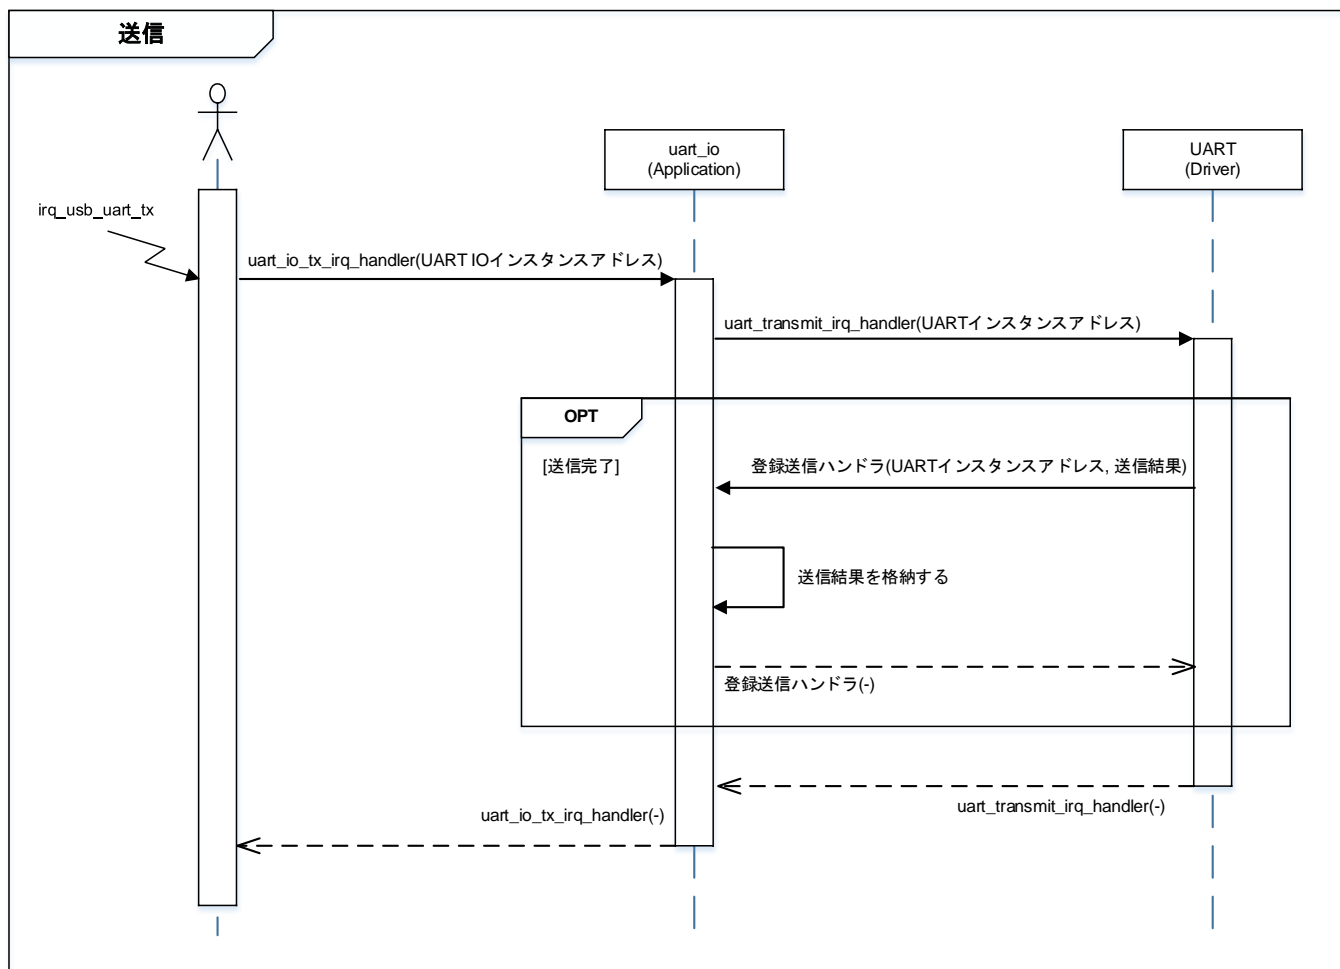 送信
uart_io
(Application)
UART
(Driver)
irq_usb_uart_tx
uart_io_tx_irq_handler(UART IOインスタンスアドレス)
uart_transmit_irq_handler(UARTインスタンスアドレス)
OPT
[送信完了]
登録送信ハンドラ(UARTインスタンスアドレス, 送信結果)
送信結果を格納する
登録送信ハンドラ(-)
uart_transmit_irq_handler(-)
uart_io_tx_irq_handler(-)